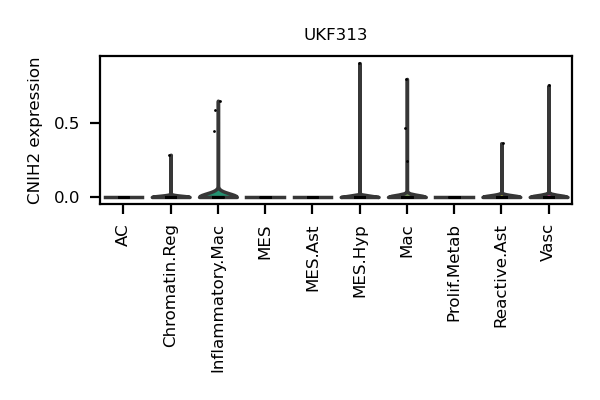 UKF313
CNIH2 expression
0.5
0.0
AC
Chromatin.Reg
Inflammatory.Mac
MES
MES.Ast
MES.Hyp
Mac
Prolif.Metab
Reactive.Ast
Vasc